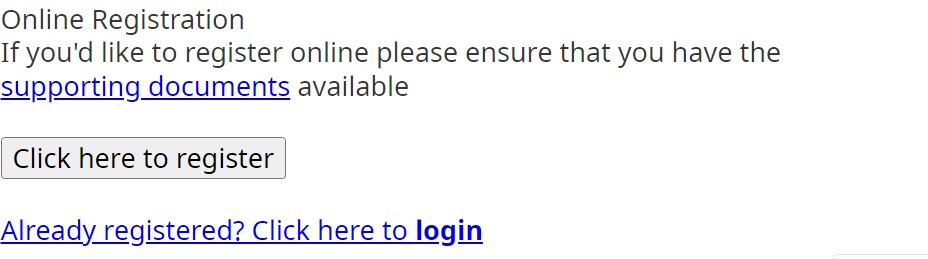 Online Registration
If you'd like to register online please ensure that you have the
supporting documents available
Click here to register
Already registered? Click here to login